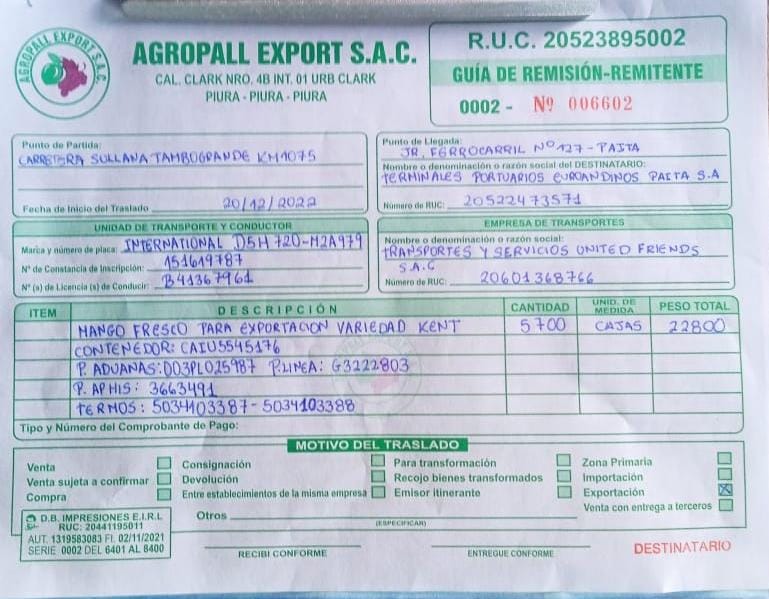 AGROPALL EXPORT S.A.C.
AGROPALL EXPORT S.A.C.
CAL. CLARK NRO. 4B INT. 01 URB CLARK
PIURA - PIURA - PIURA
R.U.C. 20523895002
GUÍA DE REMISIÓN-REMITENTE
0002 - Nº 006602
Punto de Partida:
CARRETERA SULLANA TAMBOGRANDE KM1075
Fecha de Inicio del Traslado 20/12/2022
Punto de Llegada:
JR, FERROCARRIL Nº127 - PAITA
Nombre o denominación o razón social del DESTINATARIO:
TERMINALES PORTUARIOS EUROANDINOS PAITA S.A
Número de RUC: 20522473571
UNIDAD DE TRANSPORTE Y CONDUCTOR
Marca y número de placa: INTERNATIONAL D5H 720-M2A979
Nº de Constancia de Inscripción: 151619787
Nº (s) de Licencia (s) de Conducir: B41367961
EMPRESA DE TRANSPORTES
Nombre o denominación o razón social:
TRANSPORTES Y SERVICIOS UNITED FRIENDS
S.A.C
Número de RUC: 20601368766
ITEM DESCRIPCIÓN CANTIDAD UNID. DE MEDIDA PESO TOTAL
MANGO FRESCO PARA EXPORTACION VARIEDAD KENT 5700 CAJAS 22800
CONTENEDOR: CAIU5545176
P. ADUANAS: 003PL025987 P.LINEA: G3222803
P. APHIS: 3663491
TERMOS: 5034103387-5034103388
Tipo y Número del Comprobante de Pago:
MOTIVO DEL TRASLADO
Venta Consignación Para transformación Zona Primaria
Venta sujeta a confirmar Devolución Recojo bienes transformados Importación
Compra Entre establecimientos de la misma empresa Emisor itinerante Exportación
Venta con entrega a terceros
Otros
(ESPECIFICAR)
D.B. IMPRESIONES E.I.R.L
RUC: 20441195011
AUT. 1319583083 FI. 02/11/2021
SERIE 0002 DEL 6401 AL 8400
RECIBI CONFORME
ENTREGUE CONFORME
DESTINATARIO